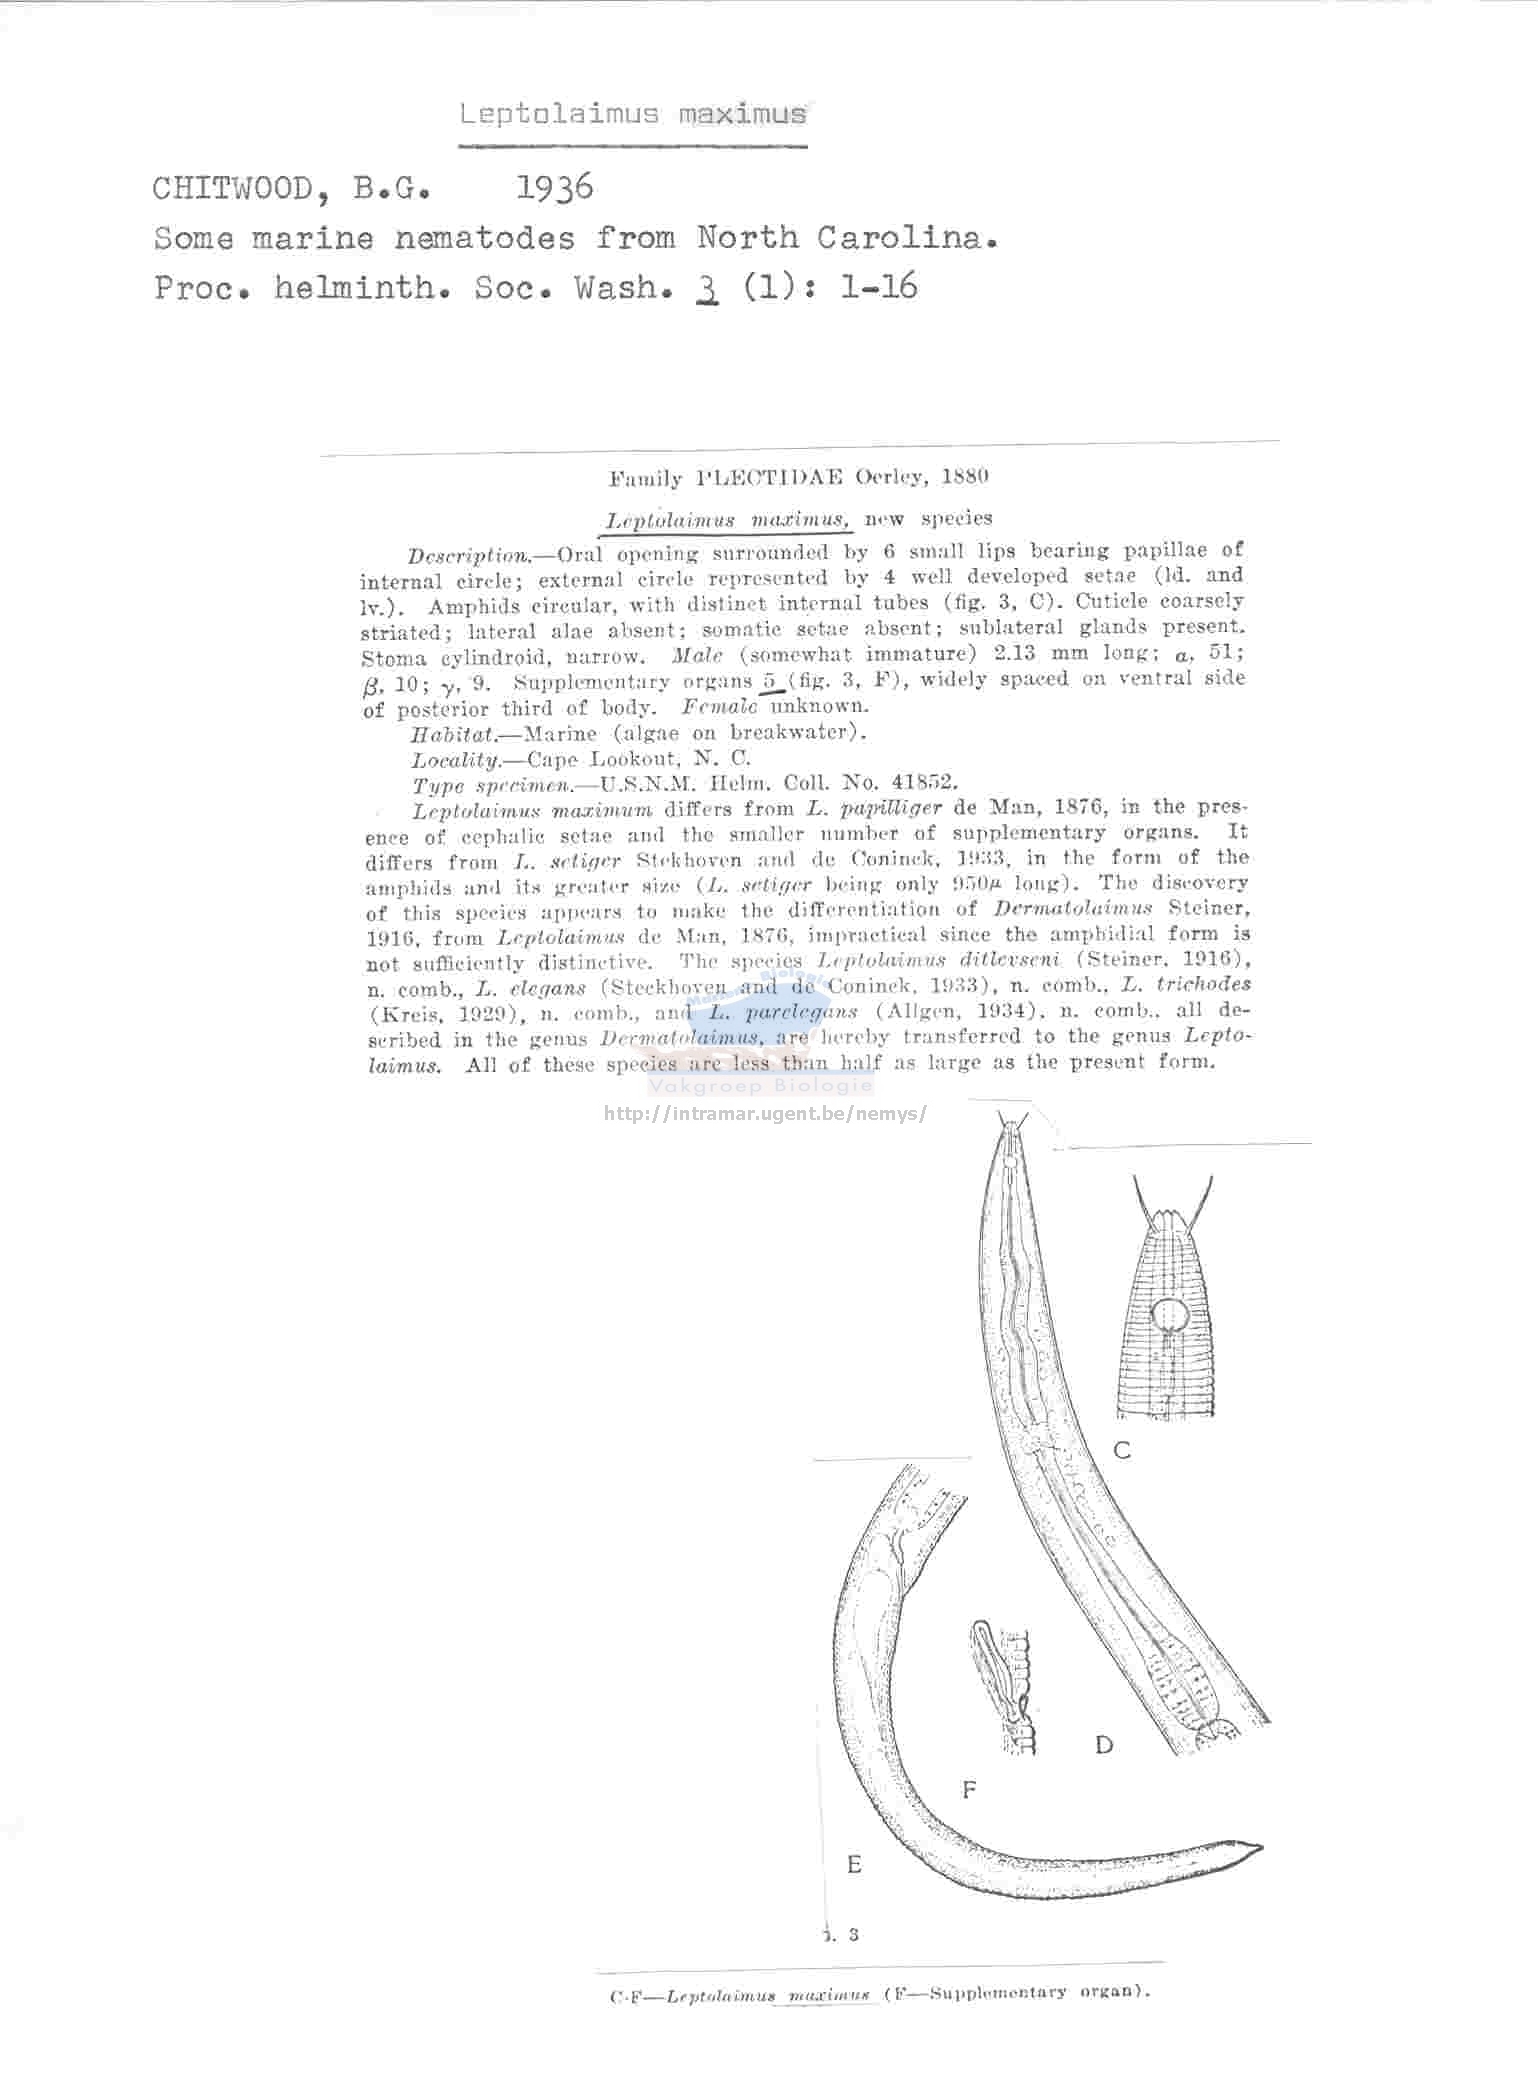 Leptolaimus maximus
CHITWOOD, B.G. 1936
Some marine nematodes from North Carolina.
Proc. helminth. Soc. Wash. 3 (1): 1-16
Family PLECTIDAE Oerley, 1880
Leptolaimus maximus, new species
Description.—Oral opening surrounded by 6 small lips bearing papillae of
internal circle; external circle represented by 4 well developed setae (ld. and
lv.). Amphids circular, with distinct internal tubes (fig. 3, C). Cuticle coarsely
striated; lateral alae absent; somatic setae absent; sublateral glands present.
Stoma cylindroid, narrow. Male (somewhat immature) 2.13 mm long; α, 51;
β, 10; γ, 9. Supplementary organs 5 (fig. 3, F), widely spaced on ventral side
of posterior third of body. Female unknown.
Habitat.—Marine (algae on breakwater).
Locality.—Cape Lookout, N. C.
Type specimen.—U.S.N.M. Helm. Coll. No. 41852.
Leptolaimus maximum differs from L. papilliger de Man, 1876, in the pres-
ence of cephalic setae and the smaller number of supplementary organs. It
differs from L. setiger Stekhoven and de Coninck, 1933, in the form of the
amphids and its greater size (L. setiger being only 950μ long). The discovery
of this species appears to make the differentiation of Dermatolaimus Steiner,
1916, from Leptolaimus de Man, 1876, impractical since the amphidial form is
not sufficiently distinctive. The species Leptolaimus ditlevseni (Steiner, 1916),
n. comb., L. elegans (Steckhoven and de Coninck, 1933), n. comb., L. trichodes
(Kreis, 1929), n. comb., and L. parelegans (Allgen, 1934), n. comb., all de-
scribed in the genus Dermatolaimus, are hereby transferred to the genus Lepto-
laimus. All of these species are less than half as large as the present form.
Mariene Biologie
Vakgroep Biologie
http://intramar.ugent.be/nemys/
C
D
F
E
3
C-F—Leptolaimus maximus (F—Supplementary organ).